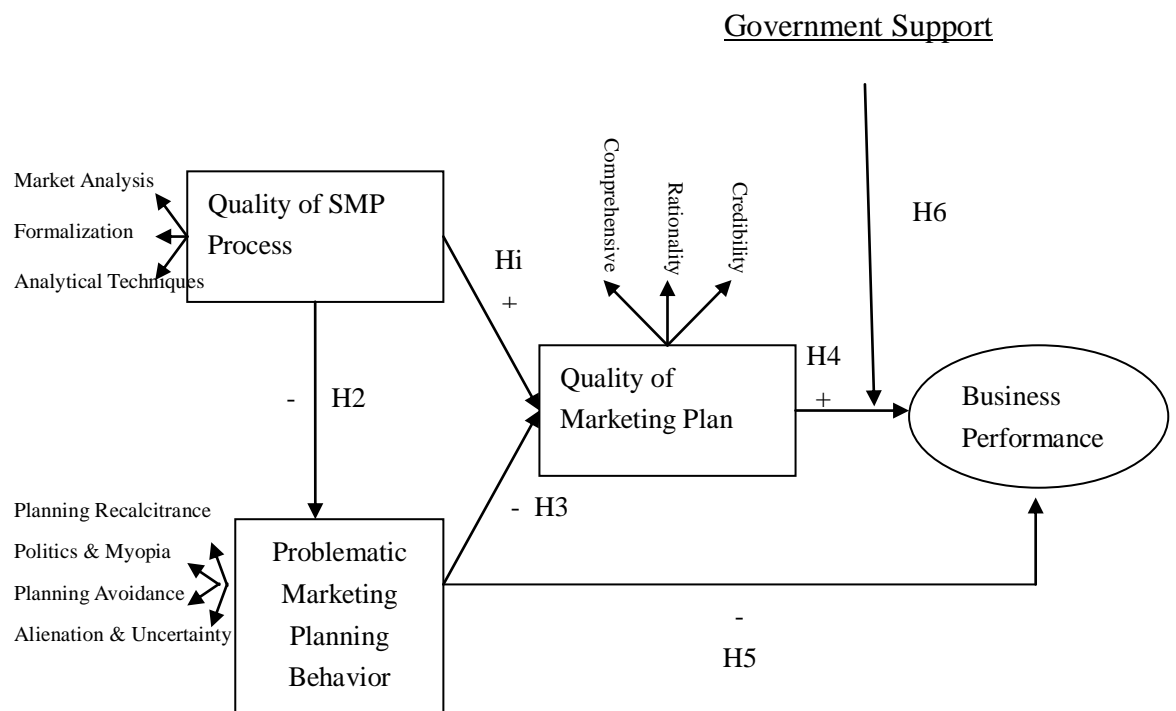 Government Support
Market Analysis
Formalization
Analytical Techniques
Quality of SMP
Process
Hi
+
Comprehensive
Rationality
Credibility
H6
-
H2
Quality of
Marketing Plan
H4
+
Business
Performance
Planning Recalcitrance
Politics & Myopia
Planning Avoidance
Alienation & Uncertainty
Problematic
Marketing
Planning
Behavior
- H3
-
H5